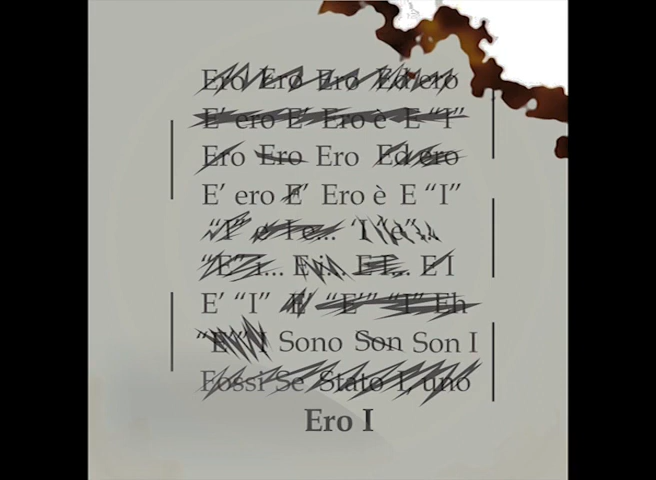 Ero Ero Ero Ed ero
E' ero E' Ero è E “I”
Ero Ero Ero Ed ero
E' ero E' Ero è E “I”
E I
E' “I” E' “E'” “I” Eh
I Sono Son Son I
Fossi Se Stato I, uno
Ero I